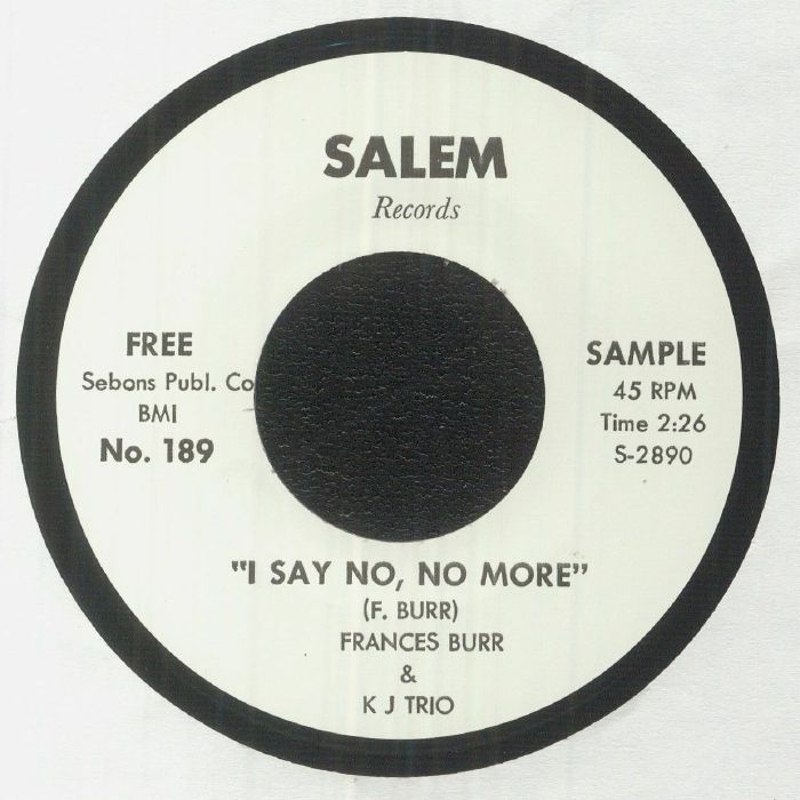 SALEM
Records
FREE
Sebons Publ. Co
BMI
No. 189
SAMPLE
45 RPM
Time 2:26
S-2890
"I SAY NO, NO MORE"
(F. BURR)
FRANCES BURR
&
K J TRIO